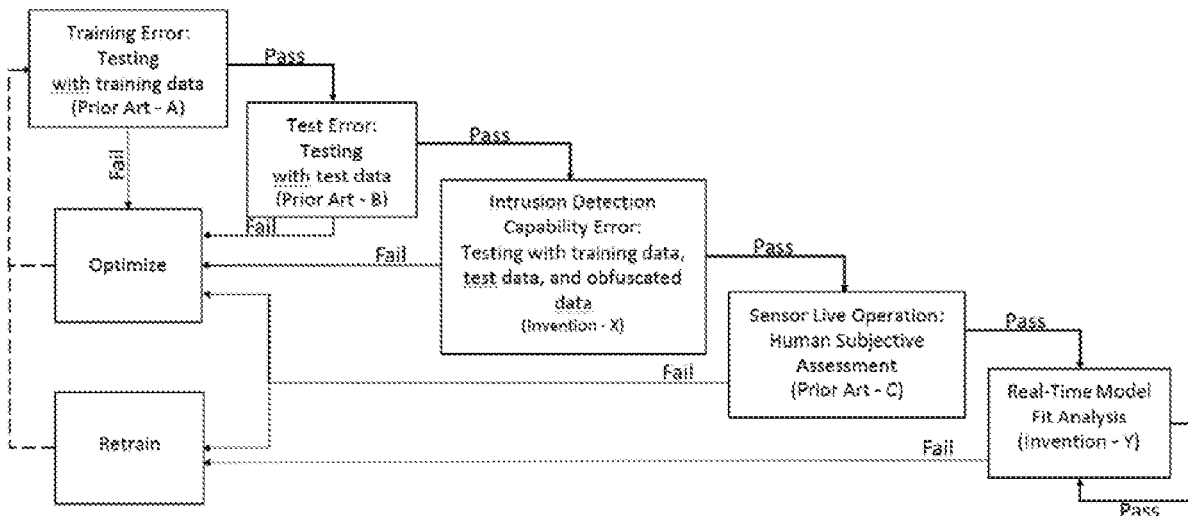 Training Error:
Testing
with training data
(Prior Art - A)
Pass
Fail
Test Error:
Testing
with test data
(Prior Art - B)
Pass
Fail
Optimize
Intrusion Detection
Capability Error:
Testing with training data,
test data, and obfuscated
data
(Invention - X)
Fail
Pass
Sensor Live Operation:
Human Subjective
Assessment
(Prior Art - C)
Fail
Pass
Real-Time Model
Fit Analysis
(Invention - Y)
Retrain
Fail
Pass